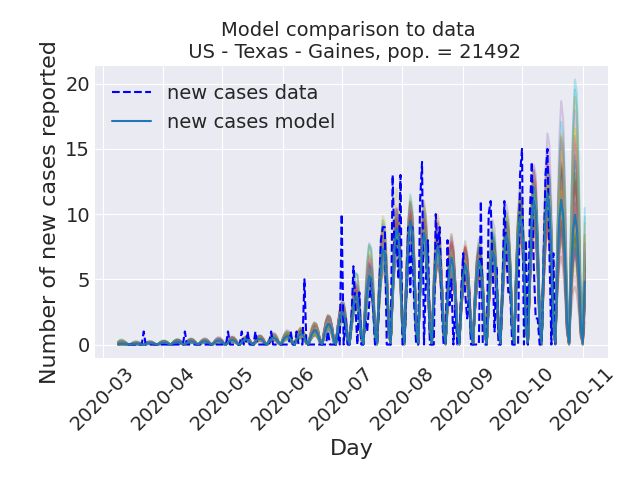 Model comparison to data
US - Texas - Gaines, pop. = 21492
Number of new cases reported
20
15
10
5
0
new cases data
new cases model
2020-03
2020-04
2020-05
2020-06
2020-07
2020-08
2020-09
2020-10
2020-11
Day